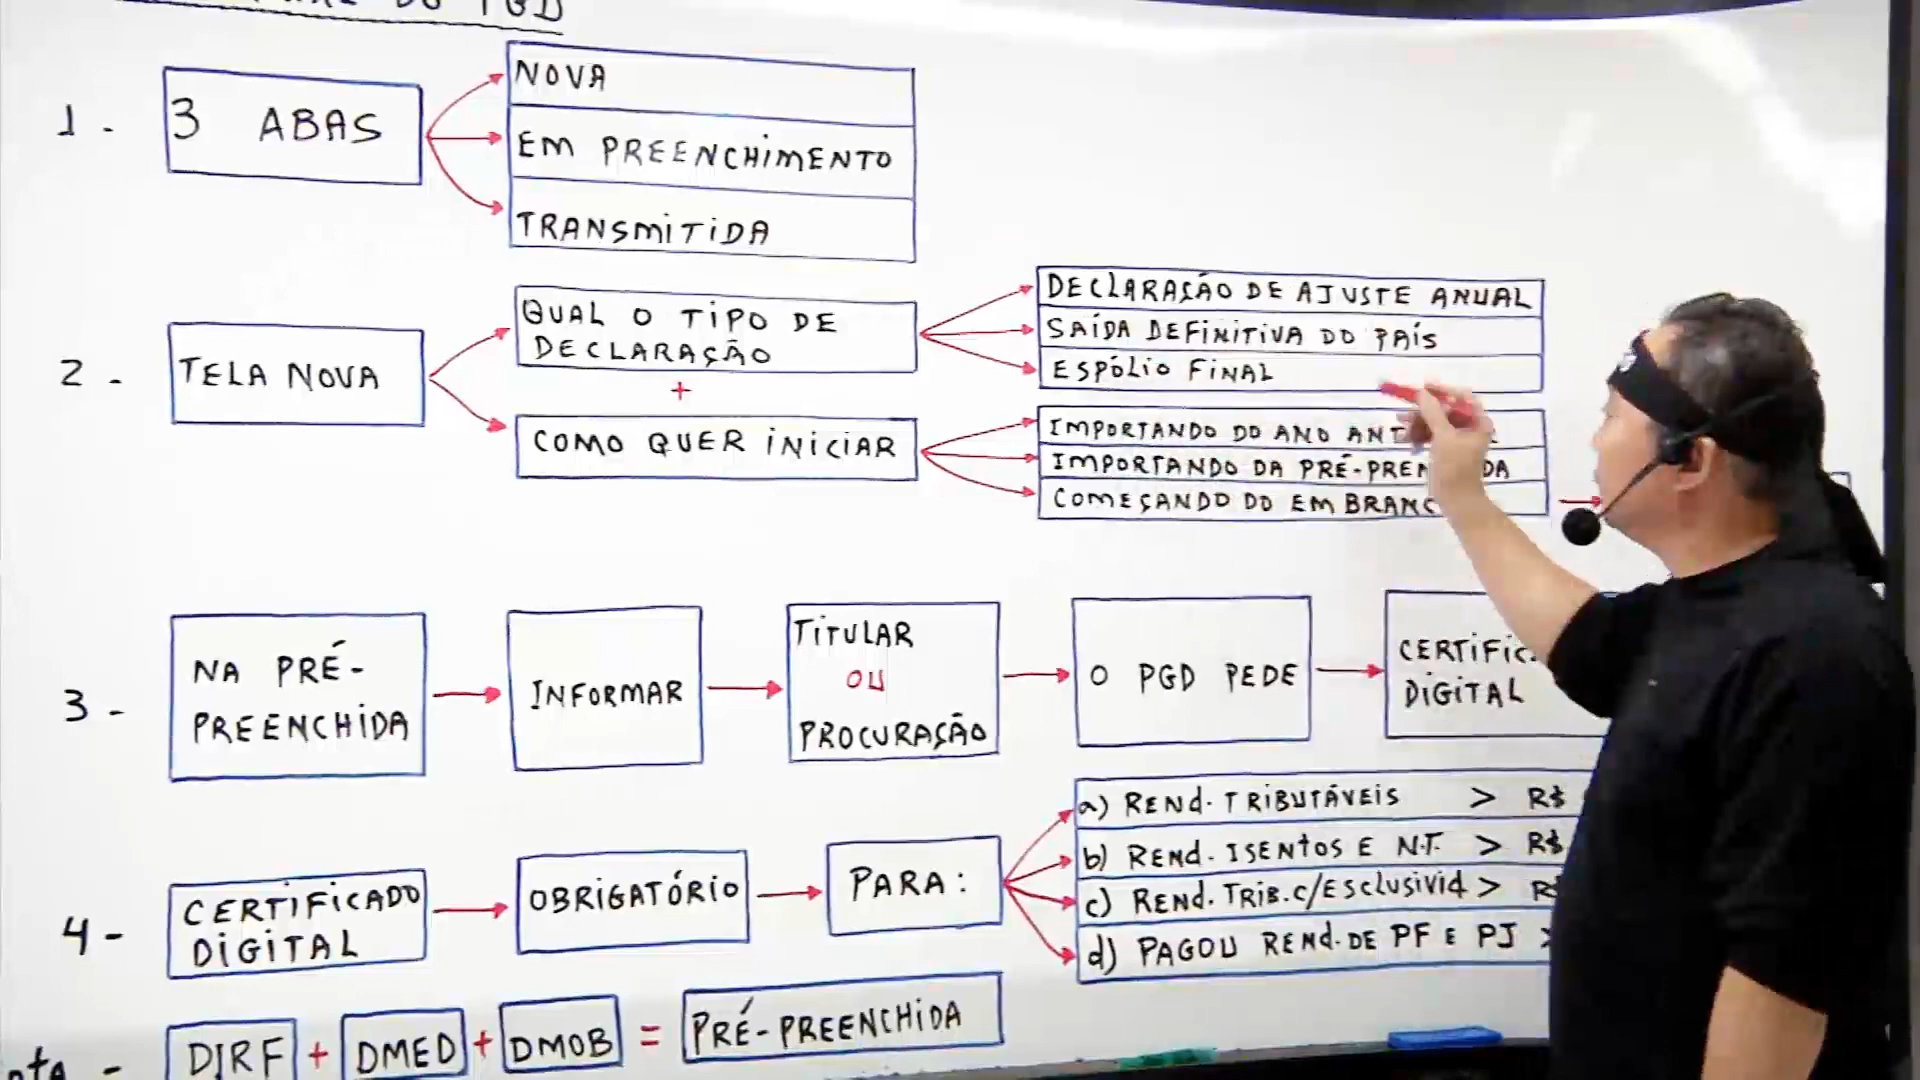 DO PGD
1 - 3 ABAS
NOVA
EM PREENCHIMENTO
TRANSMITIDA
2 - TELA NOVA
QUAL O TIPO DE
DECLARAÇÃO
+
COMO QUER INICIAR
DECLARAÇÃO DE AJUSTE ANUAL
SAÍDA DEFINITIVA DO PAÍS
ESPÓLIO FINAL
IMPORTANDO DO ANO
IMPORTANDO DA
COMEÇANDO DO EM
3 - NA PRÉ-
PREENCHIDA
INFORMAR
TITULAR
OU
PROCURAÇÃO
O PGD PEDE
DIGITAL
4 - CERTIFICADO
DIGITAL
OBRIGATÓRIO
PARA:
a) REND. TRIBUTÁVEIS > R$
b) REND. ISENTOS E N.T. > R$
c) REND. TRIB. C/ESCLUSIVID > R$
d) PAGOU REND. DE PF E PJ >
- DIRF + DMED + DMOB = PRÉ-PREENCHIDA